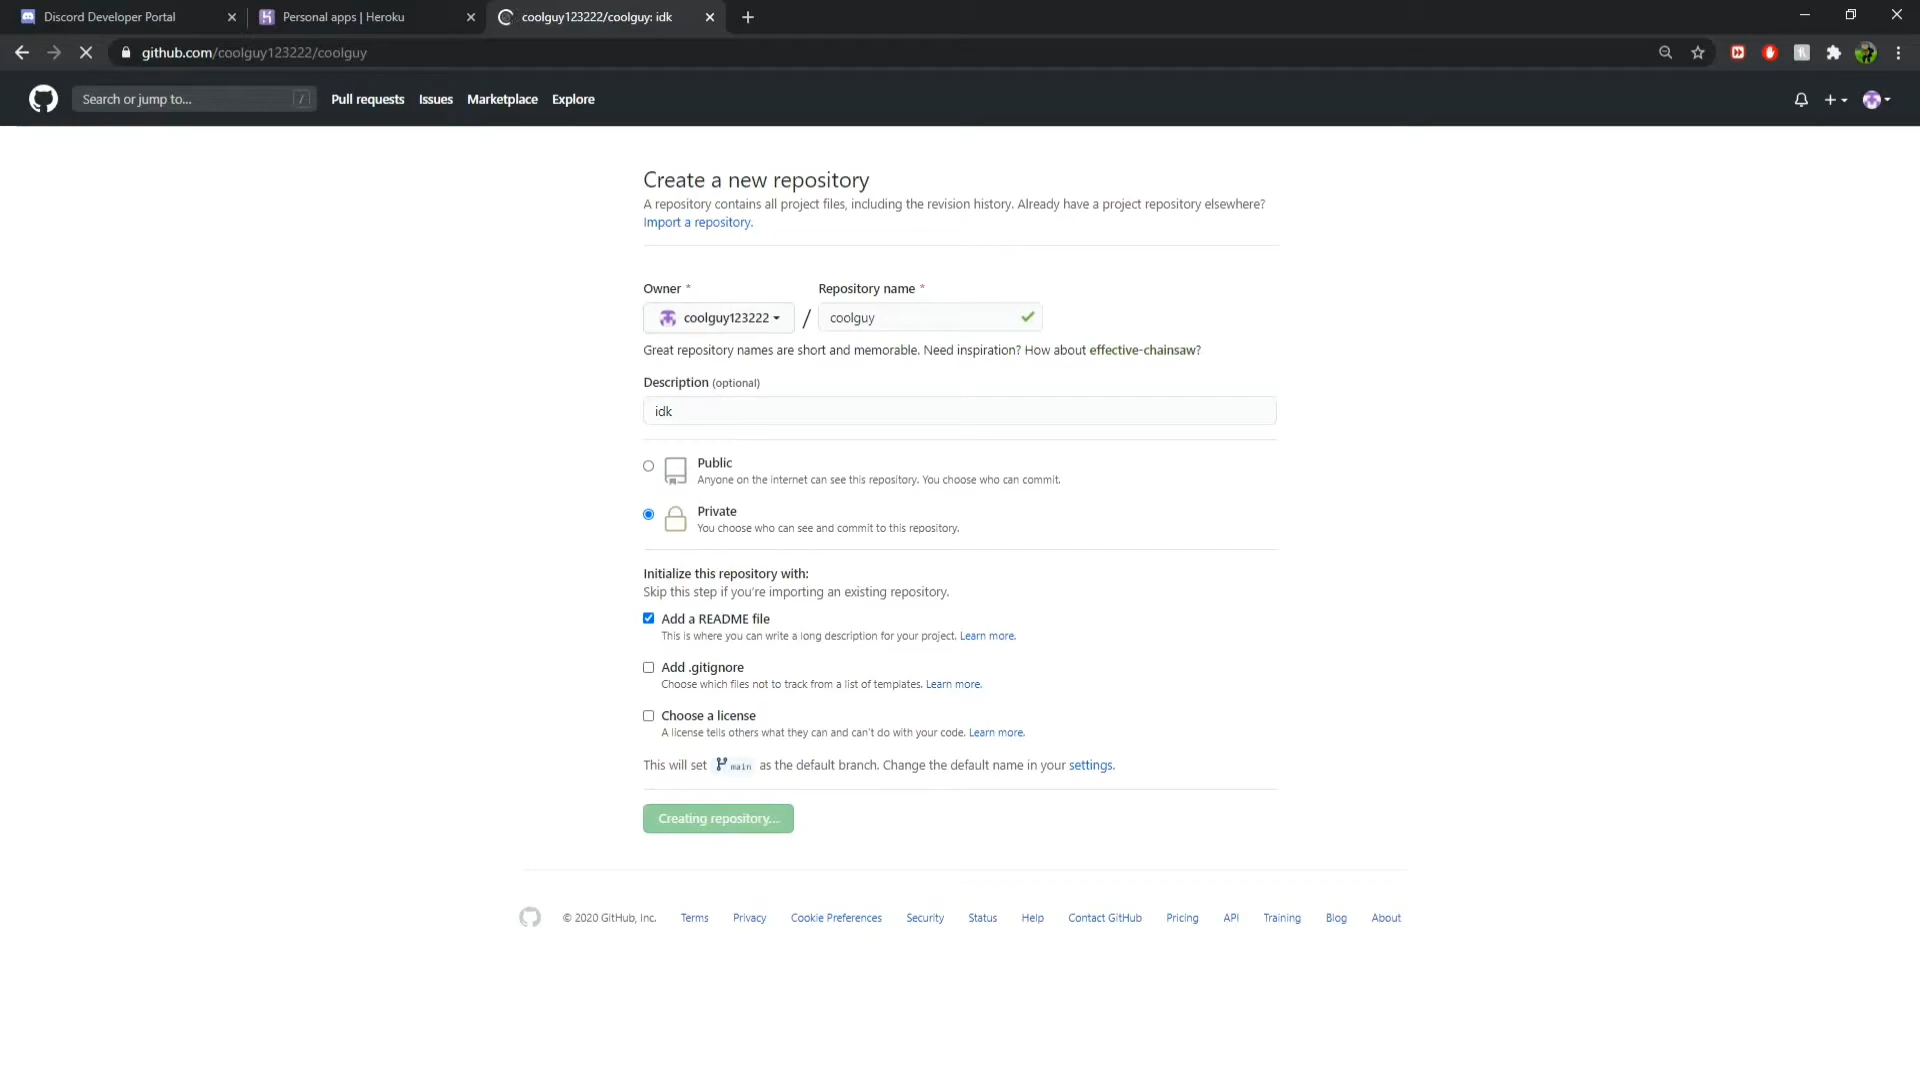 Discord Developer Portal
Personal apps | Heroku
coolguy123222/coolguy: idk
github.com/coolguy123222/coolguy
Search or jump to...
/
Pull requests
Issues
Marketplace
Explore
Create a new repository
A repository contains all project files, including the revision history. Already have a project repository elsewhere?
Import a repository.
Owner *
Repository name *
coolguy123222
/
coolguy
Great repository names are short and memorable. Need inspiration? How about effective-chainsaw?
Description (optional)
idk
Public
Anyone on the internet can see this repository. You choose who can commit.
Private
You choose who can see and commit to this repository.
Initialize this repository with:
Skip this step if you're importing an existing repository.
Add a README file
This is where you can write a long description for your project. Learn more.
Add .gitignore
Choose which files not to track from a list of templates. Learn more.
Choose a license
A license tells others what they can and can't do with your code. Learn more.
This will set main as the default branch. Change the default name in your settings.
Creating repository...
© 2020 GitHub, Inc.
Terms
Privacy
Cookie Preferences
Security
Status
Help
Contact GitHub
Pricing
API
Training
Blog
About